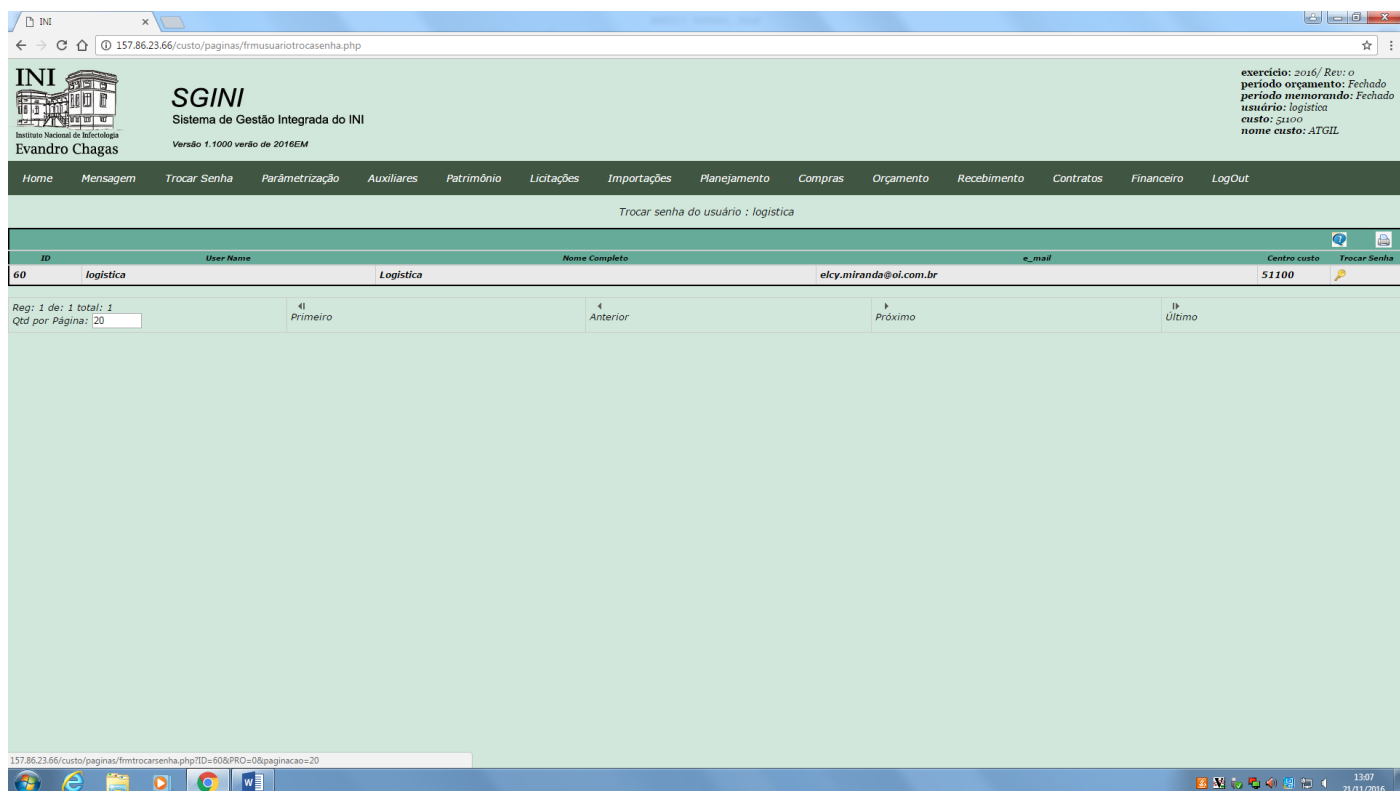 INI
157.86.23.66/custo/paginas/frmusuariotrocasenha.php
INI
Instituto Nacional de Infectologia
Evandro Chagas
SGINI
Sistema de Gestão Integrada do INI
Versão 1.1000 verão de 2016EM
exercício: 2016/ Rev: 0
período orçamento: Fechado
período memorando: Fechado
usuário: logistica
custo: 51100
nome custo: ATGIL
Home Mensagem Trocar Senha Parâmetrização Auxiliares Patrimônio Licitações Importações Planejamento Compras Orçamento Recebimento Contratos Financeiro LogOut
Trocar senha do usuário : logistica
ID User Name Nome Completo e_mail Centro custo Trocar Senha
60 logistica Logistica elcy.miranda@oi.com.br 51100
Reg: 1 de: 1 total: 1
Qtd por Página: 20
Primeiro Anterior Próximo Último
157.86.23.66/custo/paginas/frmtrocarsenha.php?ID=60&PRO=0&paginacao=20
13:07
21/11/2016